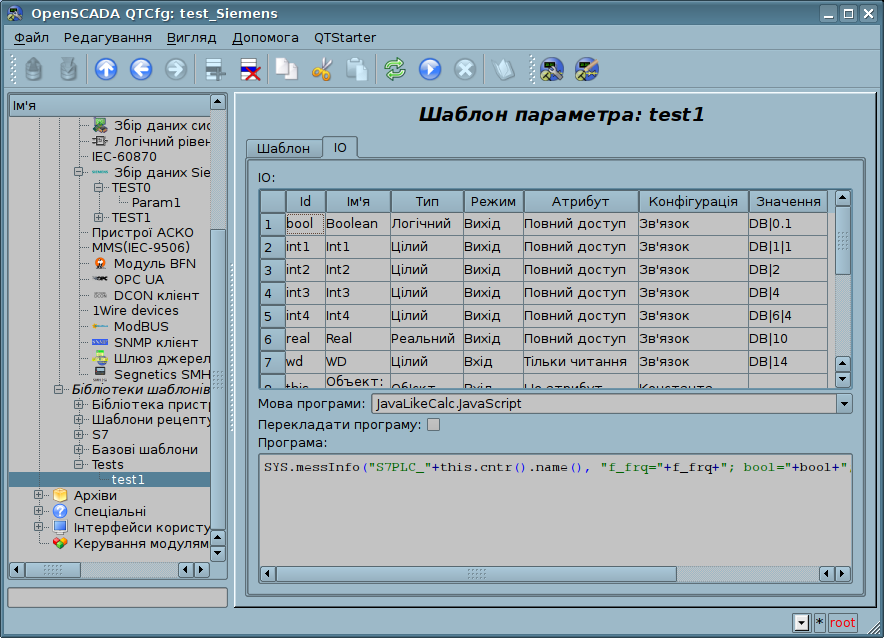 OpenSCADA QTCfg: test_Siemens
Файл Редагування Вигляд Допомога QTStarter
Ім'я
Збір даних сис
Логічний рівен
IEC-60870
Збір даних Sie
TEST0
Param1
TEST1
Пристрої АСКО
MMS(IEC-9506)
Модуль BFN
OPC UA
DCON клієнт
1Wire devices
ModBUS
SNMP клієнт
Шлюз джерел
Segnetics SMH
Бібліотеки шаблонів
Бібліотека пристр
Шаблони рецепту
S7
Базові шаблони
Tests
test1
Архіви
Спеціальні
Інтерфейси користу
Керування модулям
Шаблон параметра: test1
Шаблон IO
IO:
Id Ім'я Тип Режим Атрибут Конфігурація Значення
1 bool Boolean Логічний Вихід Повний доступ Зв'язок DB|0.1
2 int1 Int1 Цілий Вихід Повний доступ Зв'язок DB|1|1
3 int2 Int2 Цілий Вихід Повний доступ Зв'язок DB|2
4 int3 Int3 Цілий Вихід Повний доступ Зв'язок DB|4
5 int4 Int4 Цілий Вихід Повний доступ Зв'язок DB|6|4
6 real Real Реальний Вихід Повний доступ Зв'язок DB|10
7 wd WD Цілий Вхід Тільки читання Зв'язок DB|14
8 this Объект: Об'єкт Вхід Не атрибут Константа
Мова програми: JavaLikeCalc.JavaScript
Перекладати програму:
Програма:
SYS.messInfo("S7PLC_"+this.cntr().name(), "f_frq="+f_frq+"; bool="+bool+",
* root